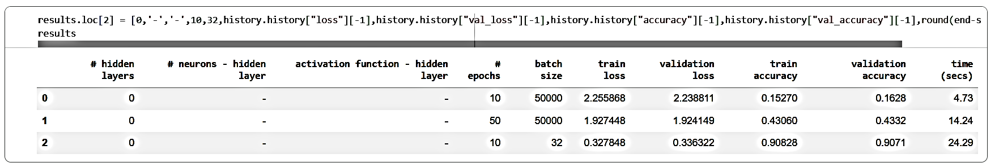 results.loc[2] = [0,'-','-',10,32,history.history["loss"][-1],history.history["val_loss"][-1],history.history["accuracy"][-1],history.history["val_accuracy"][-1],round(end-s
results
# hidden layers # neurons - hidden layer activation function - hidden layer # epochs batch size train loss validation loss train accuracy validation accuracy time (secs)
0 0 - - 10 50000 2.255868 2.238811 0.15270 0.1628 4.73
1 0 - - 50 50000 1.927448 1.924149 0.43060 0.4332 14.24
2 0 - - 10 32 0.327848 0.336322 0.90828 0.9071 24.29